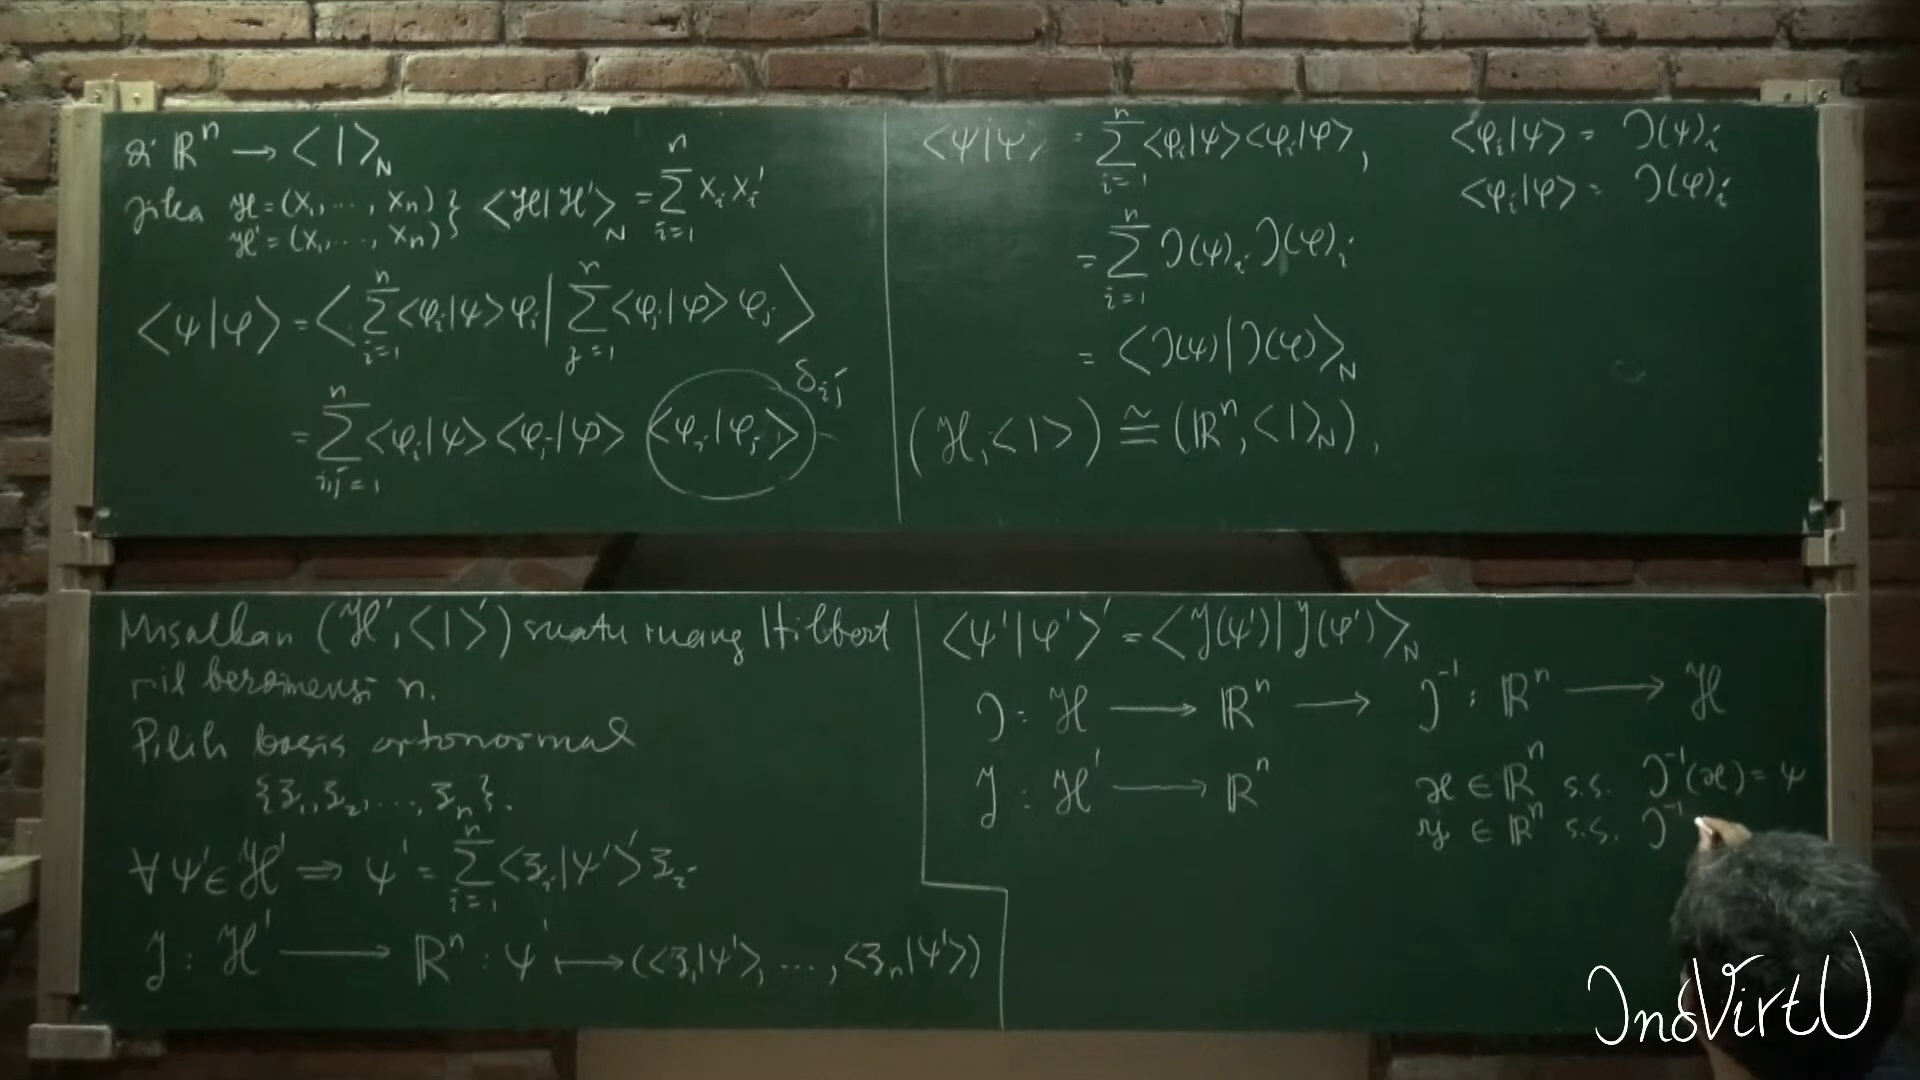 di ℝⁿ → < | >_N
jika ϰ = (x₁, ..., xₙ) } <ϰ|ϰ'>_N = Σ_{i=1}^{n} xᵢ xᵢ'
ϰ' = (x₁, ..., xₙ)
<ψ|φ> = < Σ_{i=1}^{n} <φᵢ|ψ> φᵢ | Σ_{j=1}^{n} <φⱼ|φ> φⱼ >
= Σ_{i,j=1}^{n} <φᵢ|ψ> <φⱼ|φ> <φᵢ|φⱼ> δᵢⱼ
<ψ|φ> = Σ_{i=1}^{n} <φᵢ|ψ> <φᵢ|φ>, <φᵢ|ψ> = ℑ(ψ)ᵢ
<φᵢ|φ> = ℑ(φ)ᵢ
= Σ_{i=1}^{n} ℑ(ψ)ᵢ ℑ(φ)ᵢ
= <ℑ(ψ)|ℑ(φ)>_N
(ℋ, < | >) ≅ (ℝⁿ, < | >_N),
Misalkan (ℋ', < | >') suatu ruang Hilbert
ril berdimensi n.
Pilih basis ortonormal
{ξ₁, ξ₂, ..., ξₙ}.
∀ψ' ∈ ℋ' ⇒ ψ' = Σ_{i=1}^{n} <ξᵢ|ψ'>' ξᵢ
𝒥 : ℋ' → ℝⁿ : ψ' ↦ (<ξ₁|ψ'>, ..., <ξₙ|ψ'>)
<ψ'|φ'>' = <𝒥(ψ')|𝒥(φ')>_N
ℑ : ℋ → ℝⁿ → ℑ⁻¹ : ℝⁿ → ℋ
𝒥 : ℋ' → ℝⁿ
ϰ ∈ ℝⁿ s.s. ℑ⁻¹(ϰ) = ψ
y ∈ ℝⁿ s.s. ℑ⁻¹
IndVirtU